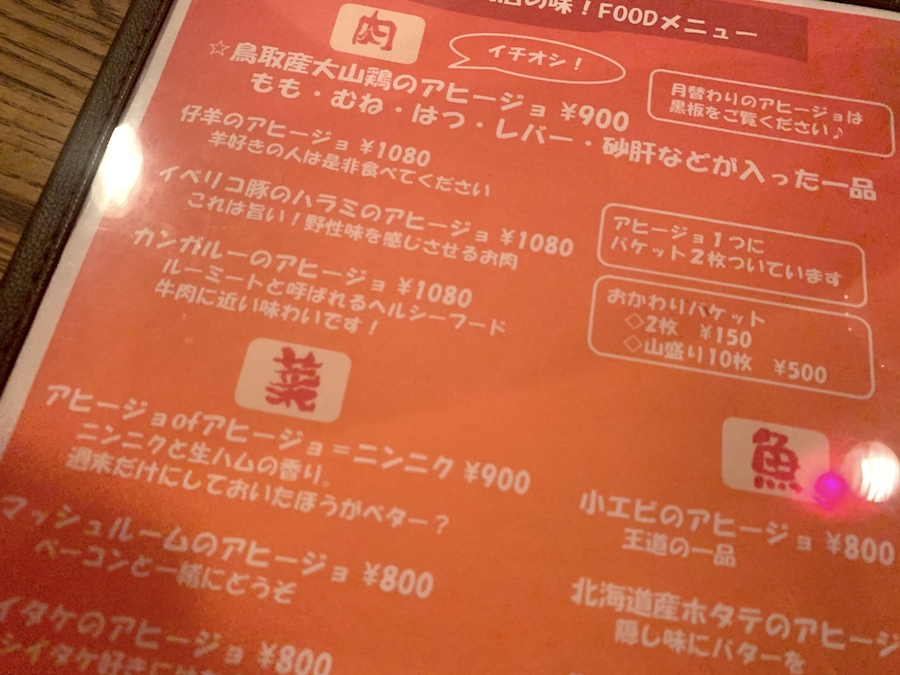 の味！FOODメニュー
肉
イチオシ！
☆鳥取産大山鶏のアヒージョ ¥900
もも・むね・はつ・レバー・砂肝などが入った一品
月替わりのアヒージョは
黒板をご覧ください♪
仔羊のアヒージョ ¥1080
羊好きの人は是非食べてください
イベリコ豚のハラミのアヒージョ ¥1080
これは旨い！野性味を感じさせるお肉
カンガルーのアヒージョ ¥1080
ルーミートと呼ばれるヘルシーフード
牛肉に近い味わいです！
アヒージョ１つに
バケット２枚ついています
おかわりバケット
◇2枚 ¥150
◇山盛り10枚 ¥500
菜
アヒージョofアヒージョ＝ニンニク ¥900
ニンニクと生ハムの香り。
週末だけにしておいたほうがベター？
マッシュルームのアヒージョ ¥800
ベーコンと一緒にどうぞ
イタケのアヒージョ ¥800
シイタケ好きには
魚
小エビのアヒージョ ¥800
王道の一品
北海道産ホタテのアヒージ
隠し味にバターを